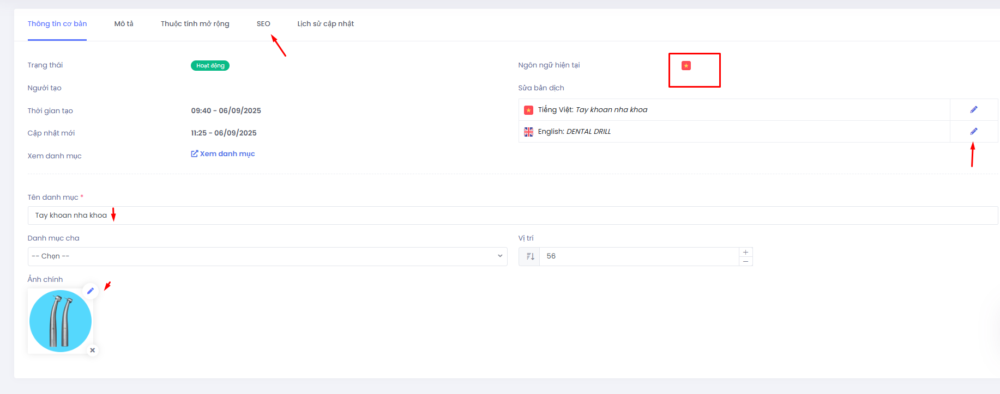 Thông tin cơ bản
Mô tả
Thuộc tính mở rộng
SEO
Lịch sử cập nhật
Trạng thái
Hoạt động
Người tạo
Thời gian tạo
09:40 - 06/09/2025
Cập nhật mới
11:25 - 06/09/2025
Xem danh mục
Xem danh mục
Ngôn ngữ hiện tại
Sửa bản dịch
Tiếng Việt: Tay khoan nha khoa
English: DENTAL DRILL
Tên danh mục *
Tay khoan nha khoa
Danh mục cha
-- Chọn --
Vị trí
56
Ảnh chính